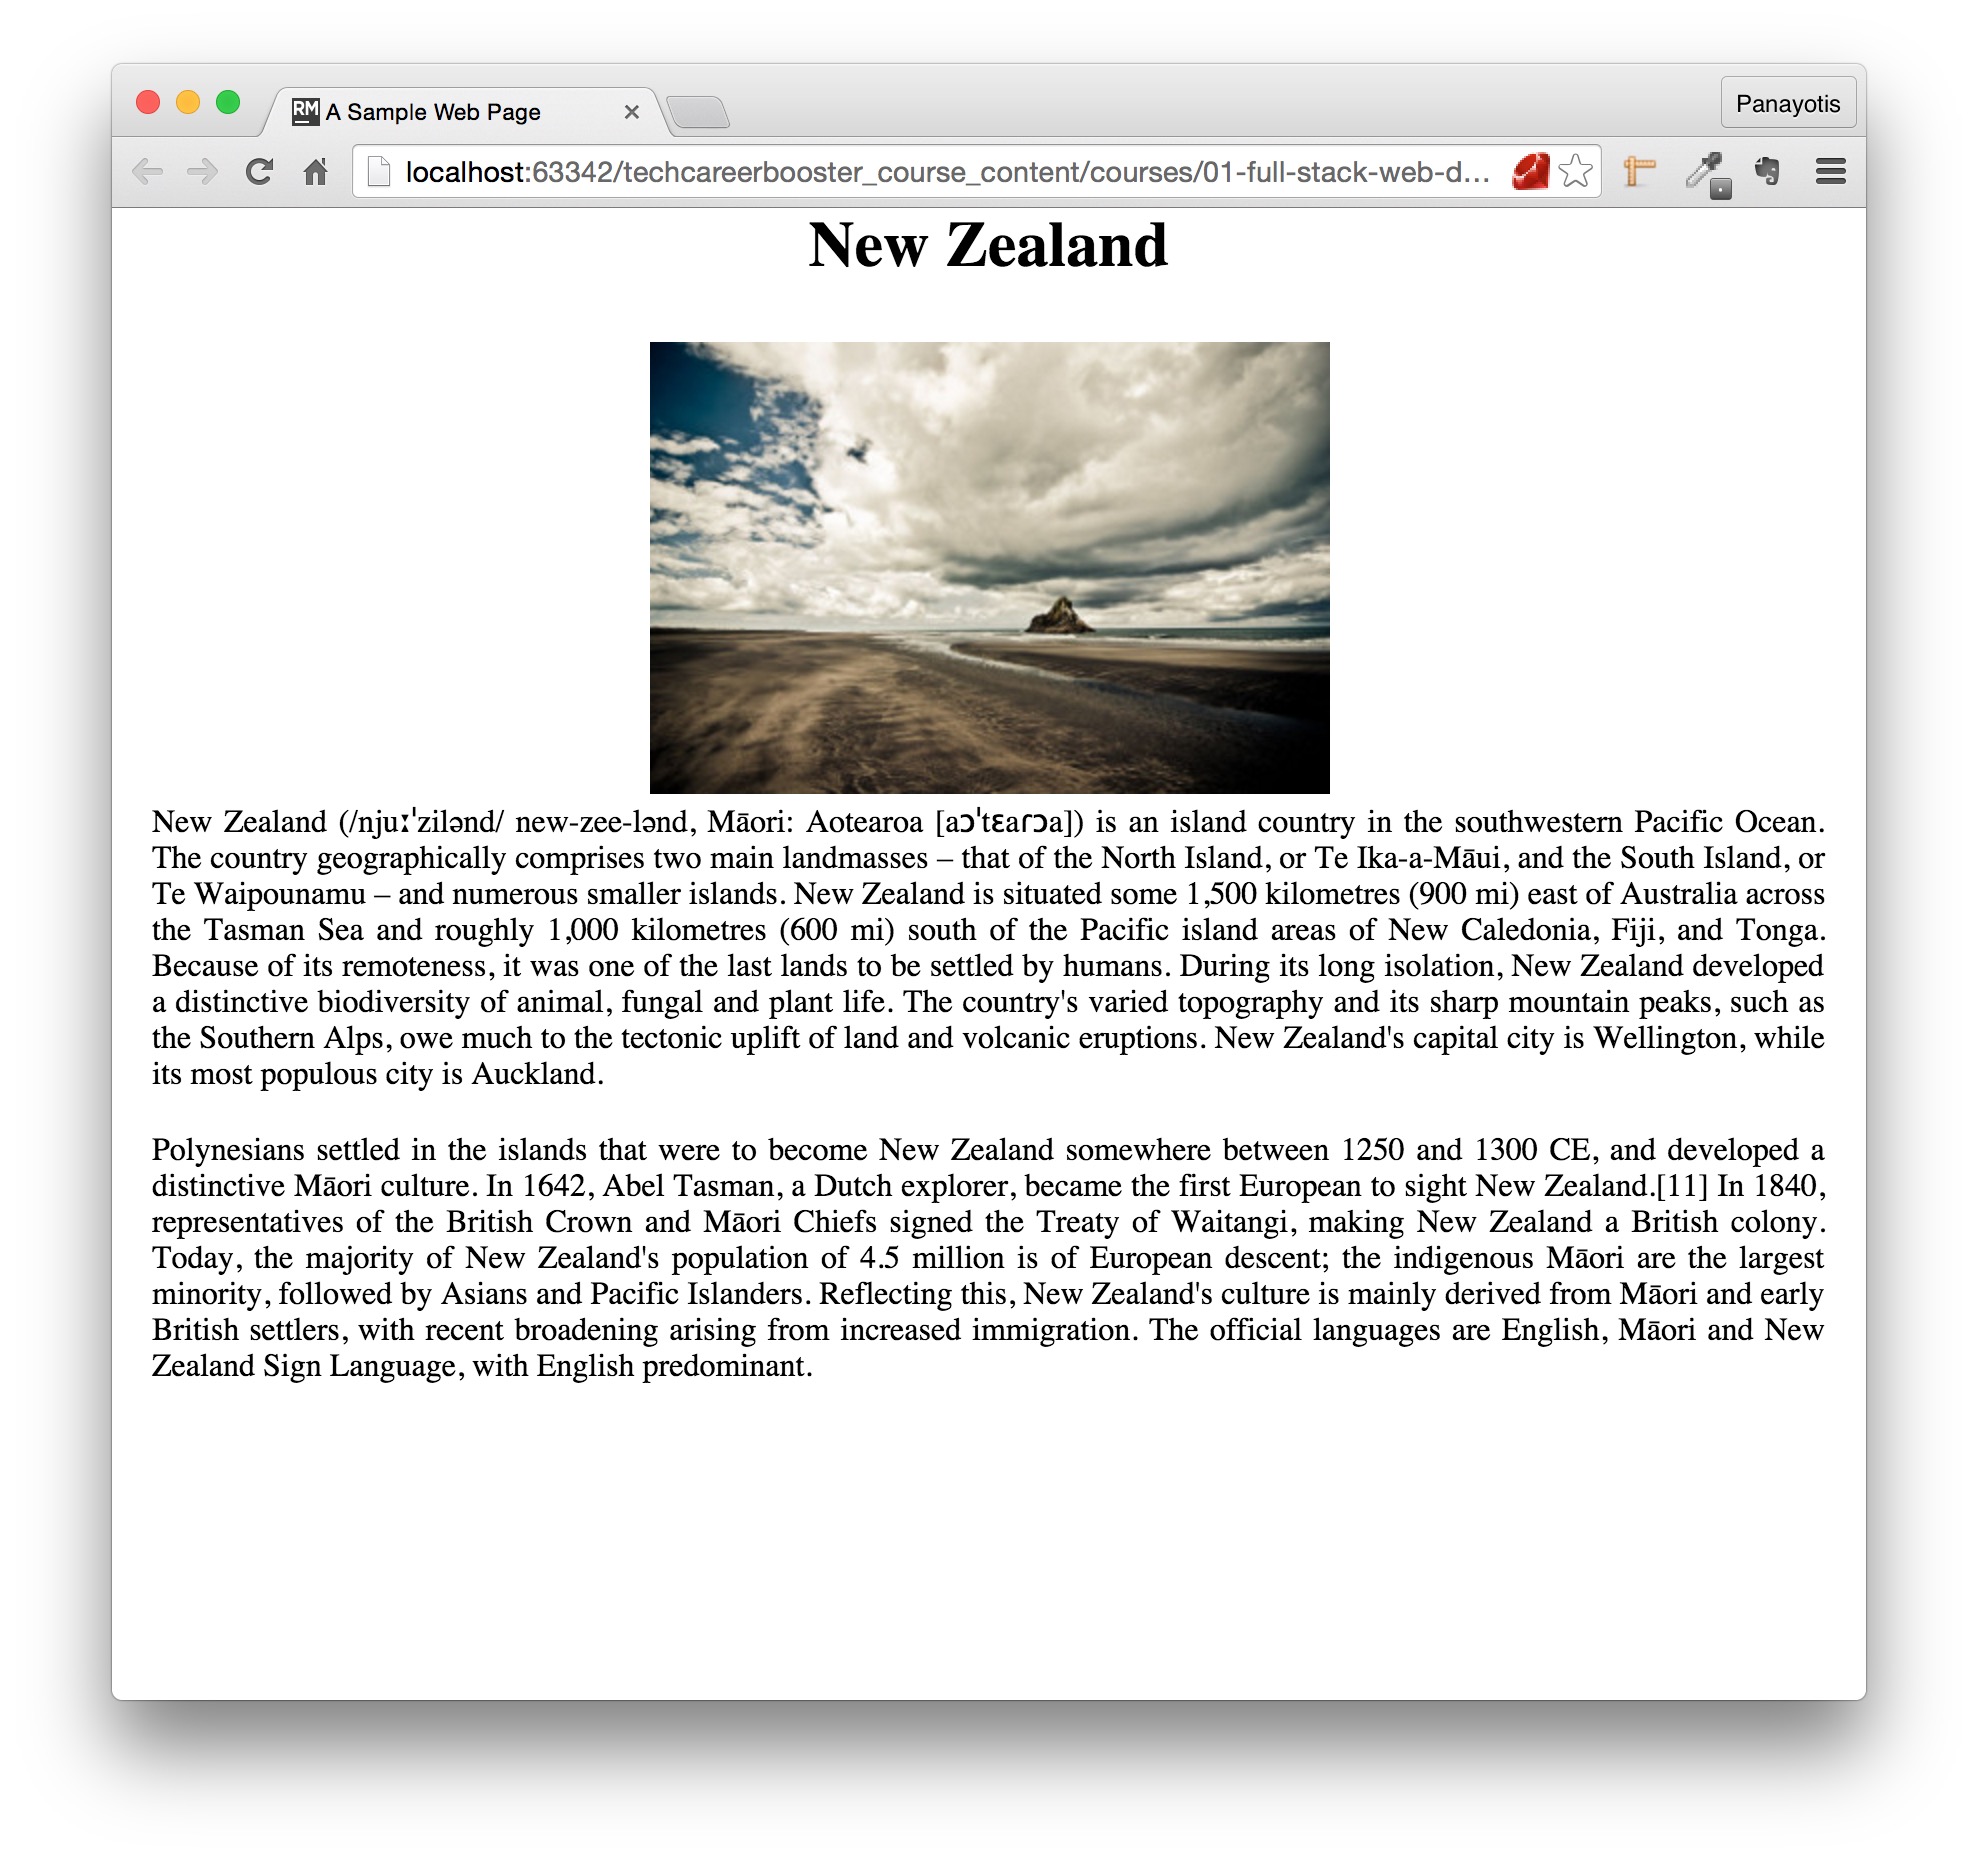 RM A Sample Web Page
Panayotis
localhost:63342/techcareerbooster_course_content/courses/01-full-stack-web-d...
New Zealand
New Zealand (/njuːˈzilənd/ new-zee-lənd, Māori: Aotearoa [aɔˈtɛaɾɔa]) is an island country in the southwestern Pacific Ocean.
The country geographically comprises two main landmasses – that of the North Island, or Te Ika-a-Māui, and the South Island, or
Te Waipounamu – and numerous smaller islands. New Zealand is situated some 1,500 kilometres (900 mi) east of Australia across
the Tasman Sea and roughly 1,000 kilometres (600 mi) south of the Pacific island areas of New Caledonia, Fiji, and Tonga.
Because of its remoteness, it was one of the last lands to be settled by humans. During its long isolation, New Zealand developed
a distinctive biodiversity of animal, fungal and plant life. The country's varied topography and its sharp mountain peaks, such as
the Southern Alps, owe much to the tectonic uplift of land and volcanic eruptions. New Zealand's capital city is Wellington, while
its most populous city is Auckland.
Polynesians settled in the islands that were to become New Zealand somewhere between 1250 and 1300 CE, and developed a
distinctive Māori culture. In 1642, Abel Tasman, a Dutch explorer, became the first European to sight New Zealand.[11] In 1840,
representatives of the British Crown and Māori Chiefs signed the Treaty of Waitangi, making New Zealand a British colony.
Today, the majority of New Zealand's population of 4.5 million is of European descent; the indigenous Māori are the largest
minority, followed by Asians and Pacific Islanders. Reflecting this, New Zealand's culture is mainly derived from Māori and early
British settlers, with recent broadening arising from increased immigration. The official languages are English, Māori and New
Zealand Sign Language, with English predominant.